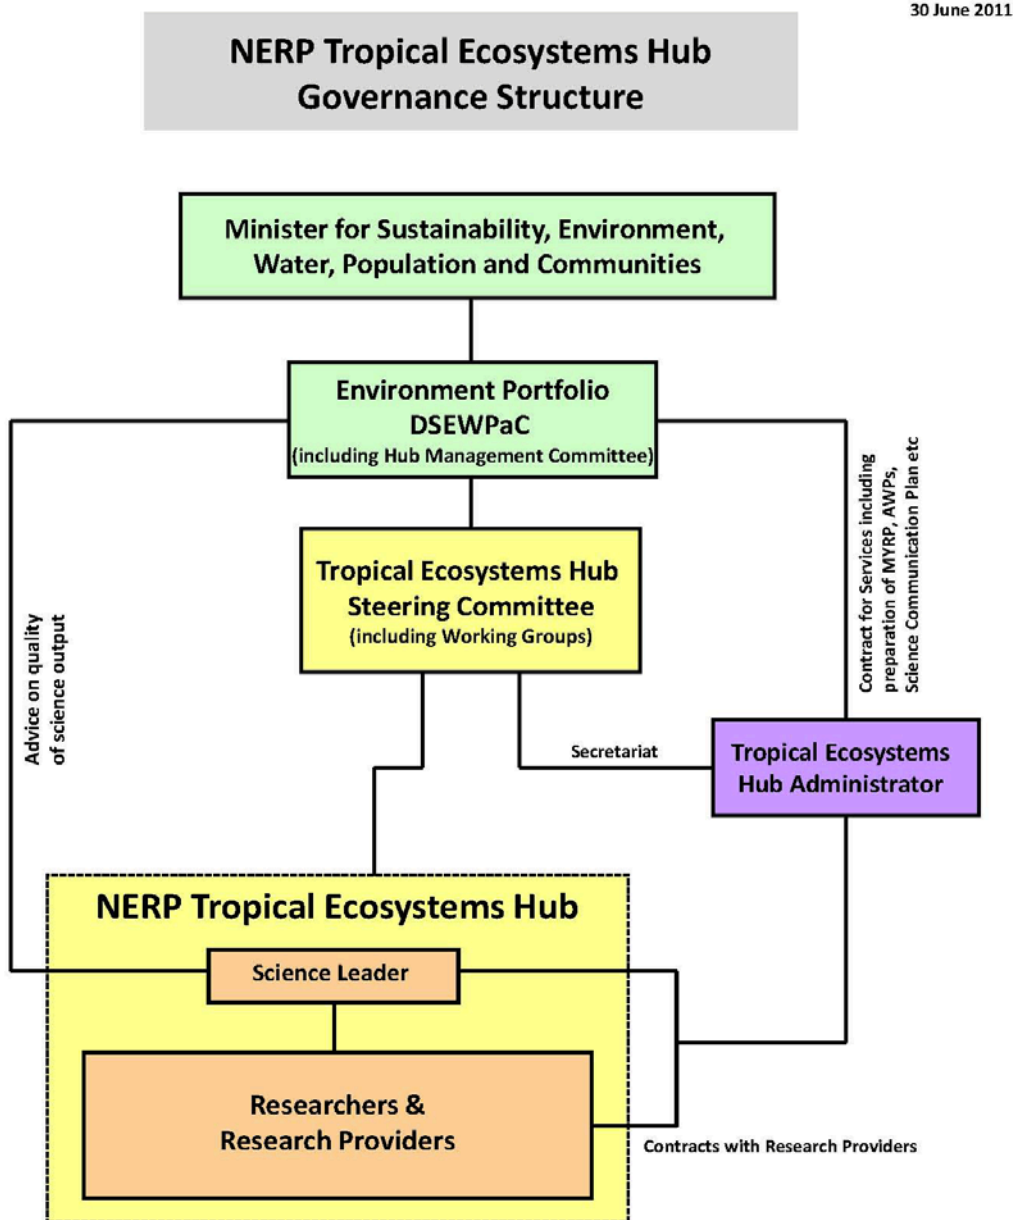 30 June 2011
NERP Tropical Ecosystems Hub
Governance Structure
Minister for Sustainability, Environment,
Water, Population and Communities
Environment Portfolio
DSEWPaC
(including Hub Management Committee)
Tropical Ecosystems Hub
Steering Committee
(including Working Groups)
Contract for Services including
preparation of MYRP, AWPs,
Science Communication Plan etc
Advice on quality
of science output
Secretariat
Tropical Ecosystems
Hub Administrator
NERP Tropical Ecosystems Hub
Science Leader
Researchers &
Research Providers
Contracts with Research Providers